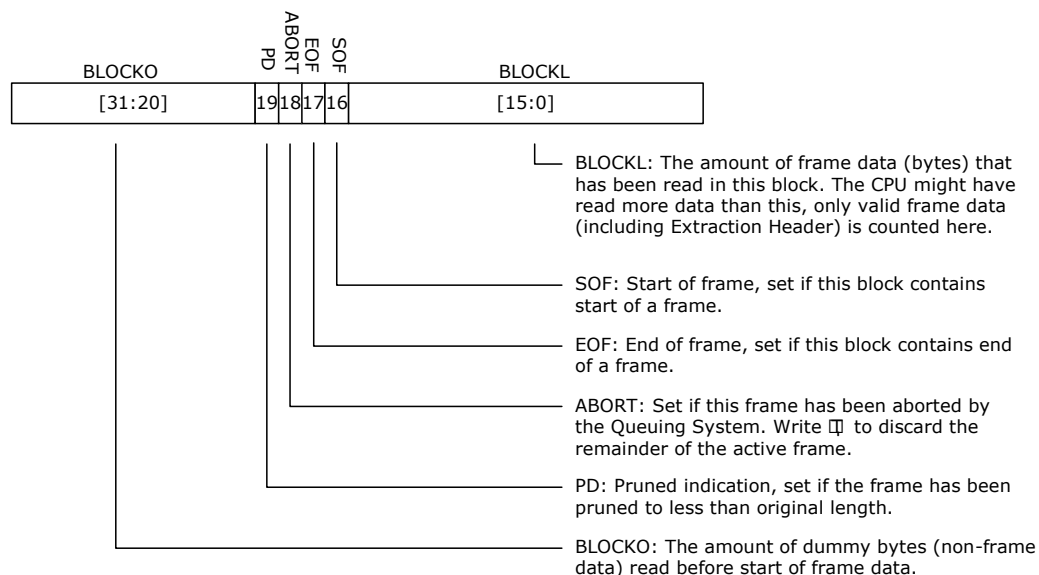 PD
ABORT
EOF
SOF
BLOCKO
BLOCKL
[31:20]
19
18
17
16
[15:0]
BLOCKL: The amount of frame data (bytes) that
has been read in this block. The CPU might have
read more data than this, only valid frame data
(including Extraction Header) is counted here.
SOF: Start of frame, set if this block contains
start of a frame.
EOF: End of frame, set if this block contains end
of a frame.
ABORT: Set if this frame has been aborted by
the Queuing System. Write to discard the
remainder of the active frame.
PD: Pruned indication, set if the frame has been
pruned to less than original length.
BLOCKO: The amount of dummy bytes (non-frame
data) read before start of frame data.